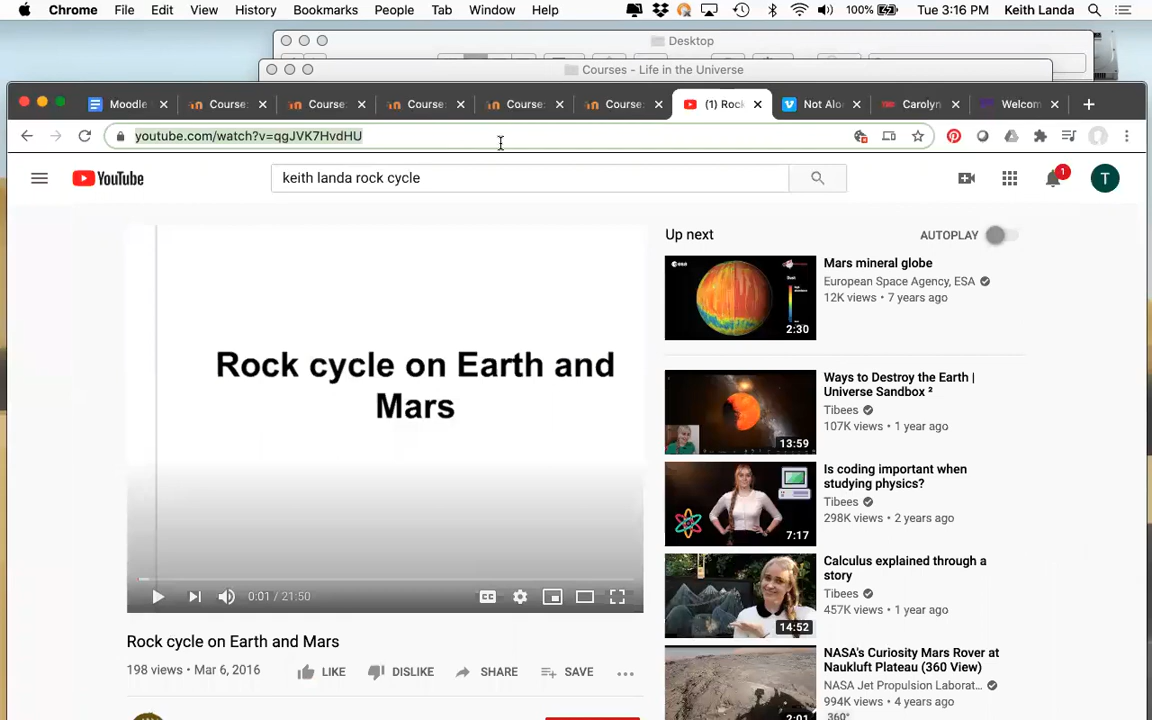 Chrome File Edit View History Bookmarks People Tab Window Help 100% Tue 3:16 PM Keith Landa
Desktop
Courses - Life in the Universe
Moodle Course: Course: Course: Course: Course: (1) Rock Not Alo Carolyn Welcom
youtube.com/watch?v=qgJVK7HvdHU
YouTube
keith landa rock cycle
1
T
Up next
AUTOPLAY
Rock cycle on Earth and
Mars
0:01 / 21:50
CC
Rock cycle on Earth and Mars
198 views • Mar 6, 2016
LIKE DISLIKE SHARE SAVE
Mars mineral globe
European Space Agency, ESA
12K views • 7 years ago
2:30
Ways to Destroy the Earth |
Universe Sandbox ²
Tibees
107K views • 1 year ago
13:59
Is coding important when
studying physics?
Tibees
298K views • 2 years ago
7:17
Calculus explained through a
story
Tibees
457K views • 1 year ago
14:52
NASA's Curiosity Mars Rover at
Naukluft Plateau (360 View)
NASA Jet Propulsion Laborat...
994K views • 4 years ago
2:01
360°